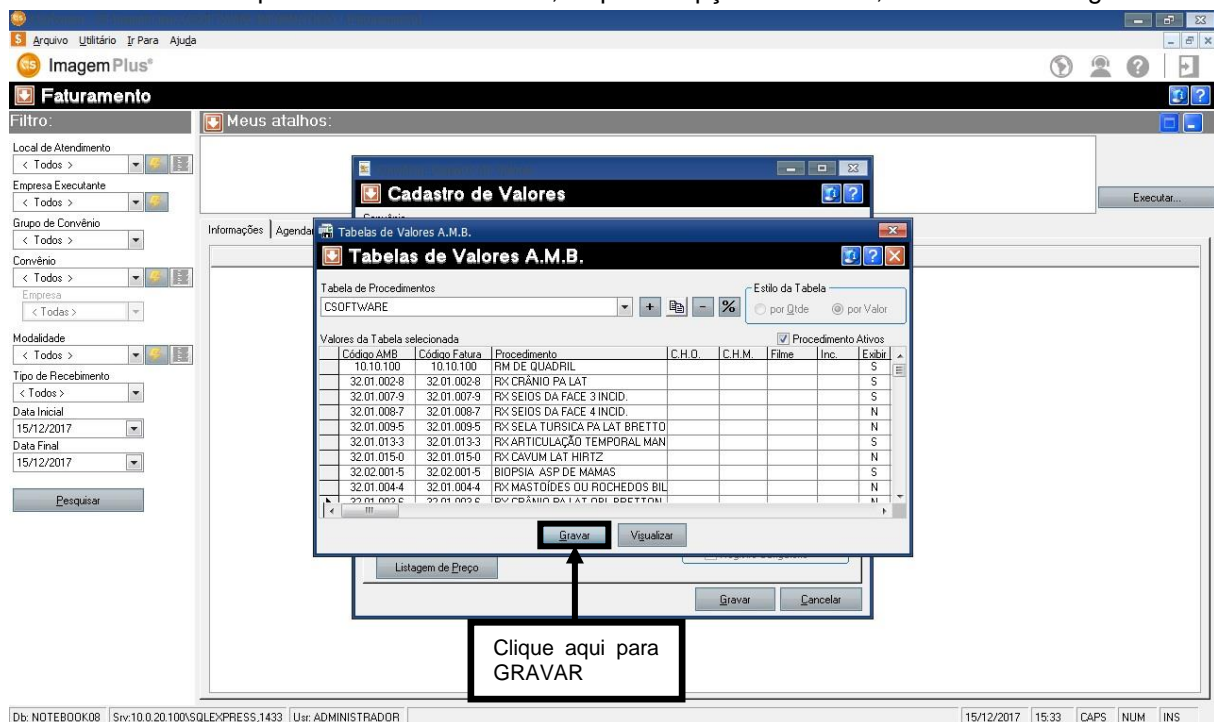 Arquivo Utilitário Ir Para Ajuda
ImagemPlus®
Faturamento
Filtro:
Meus atalhos:
Local de Atendimento
< Todos >
Empresa Executante
< Todos >
Grupo de Convênio
< Todos >
Convênio
< Todos >
Empresa
< Todas >
Modalidade
< Todos >
Tipo de Recebimento
< Todos >
Data Inicial
15/12/2017
Data Final
15/12/2017
Pesquisar
Executar...
Informações
Cadastro de Valores
Tabelas de Valores A.M.B.
Tabelas de Valores A.M.B.
Tabela de Procedimentos
CSOFTWARE
+ - %
Estilo da Tabela
por Qtde por Valor
Valores da Tabela selecionada
Procedimento Ativos
Código AMB Código Fatura Procedimento C.H.O. C.H.M. Filme Inc. Exibir
10.10.100 10.10.100 RM DE QUADRIL S
32.01.002-8 32.01.002-8 RX CRÂNIO PA LAT S
32.01.007-9 32.01.007-9 RX SEIOS DA FACE 3 INCID. S
32.01.008-7 32.01.008-7 RX SEIOS DA FACE 4 INCID. N
32.01.009-5 32.01.009-5 RX SELA TURSICA PA LAT BRETTO N
32.01.013-3 32.01.013-3 RX ARTICULAÇÃO TEMPORAL MAN S
32.01.015-0 32.01.015-0 RX CAVUM LAT HIRTZ N
32.02.001-5 32.02.001-5 BIOPSIA ASP DE MAMAS S
32.01.004-4 32.01.004-4 RX MASTOÍDES OU ROCHEDOS BIL N
Gravar Visualizar
Listagem de Preço
Gravar Cancelar
Clique aqui para
GRAVAR
Db: NOTEBOOK08 Srv:10.0.20.100\SQLEXPRESS,1433 Usr: ADMINISTRADOR 15/12/2017 15:33 CAPS NUM INS